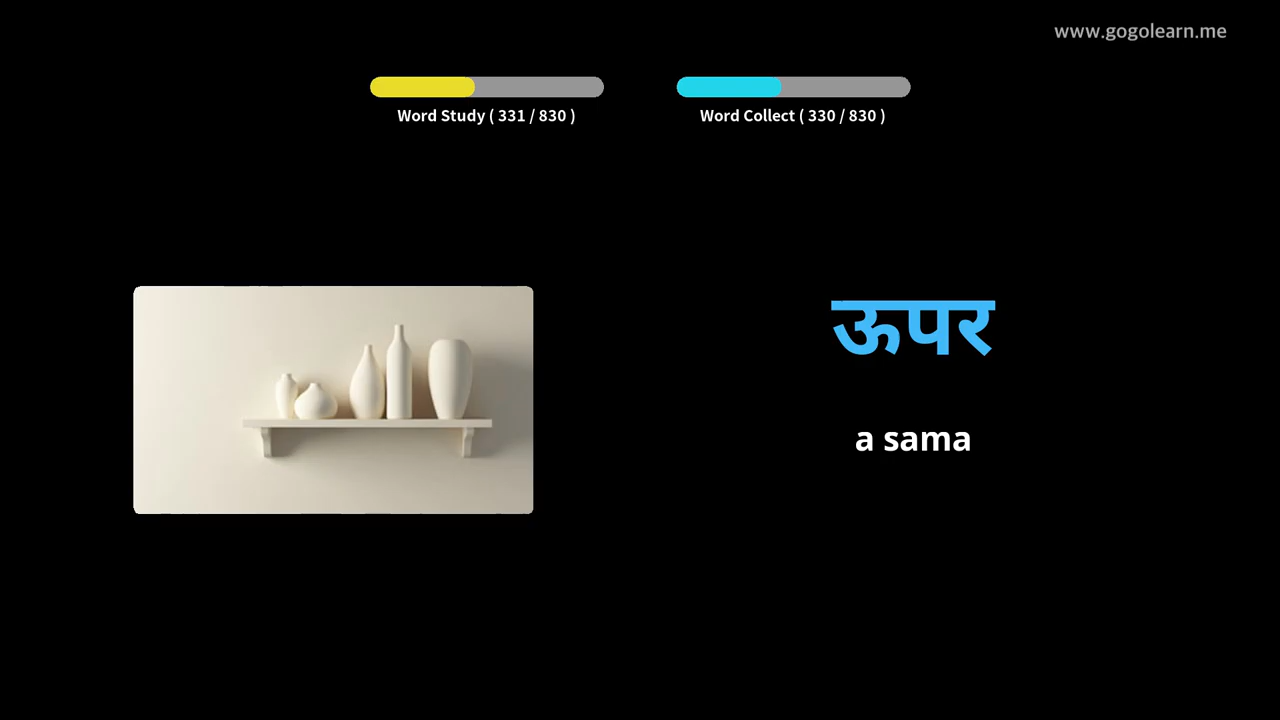 www.gogolearn.me
Word Study ( 331 / 830 )
Word Collect ( 330 / 830 )
ऊपर
a sama